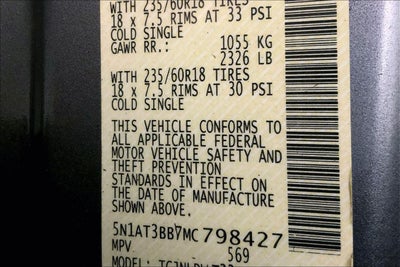 WITH 235/60R18 TIRES
18 x 7.5 RIMS AT 33 PSI
COLD SINGLE
GAWR RR.: 1055 KG
2326 LB
WITH 235/60R18 TIRES
18 x 7.5 RIMS AT 30 PSI
COLD SINGLE
THIS VEHICLE CONFORMS TO
ALL APPLICABLE FEDERAL
MOTOR VEHICLE SAFETY AND
THEFT PREVENTION
STANDARDS IN EFFECT ON
THE DATE OF MANUFACTURE
SHOWN ABOVE.
5N1AT3BB7MC798427
MPV 569
MODEL: